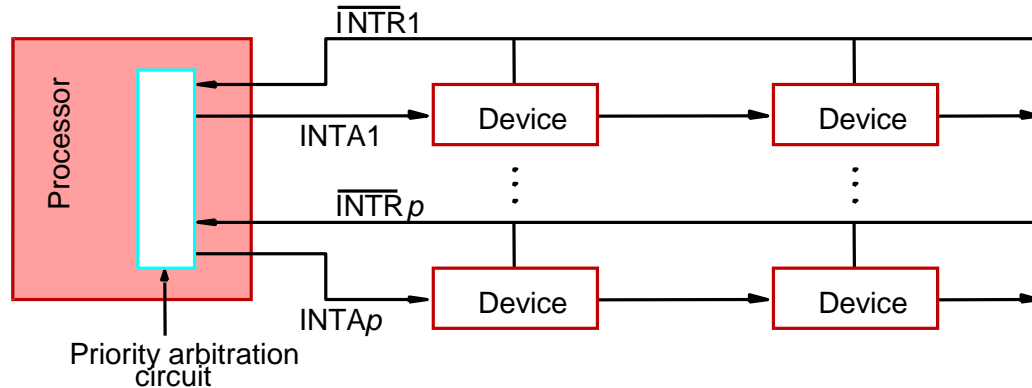 INTR1
Processor
Device
Device
INTA1
INTRp
Device
Device
INTAp
Priority arbitration
circuit